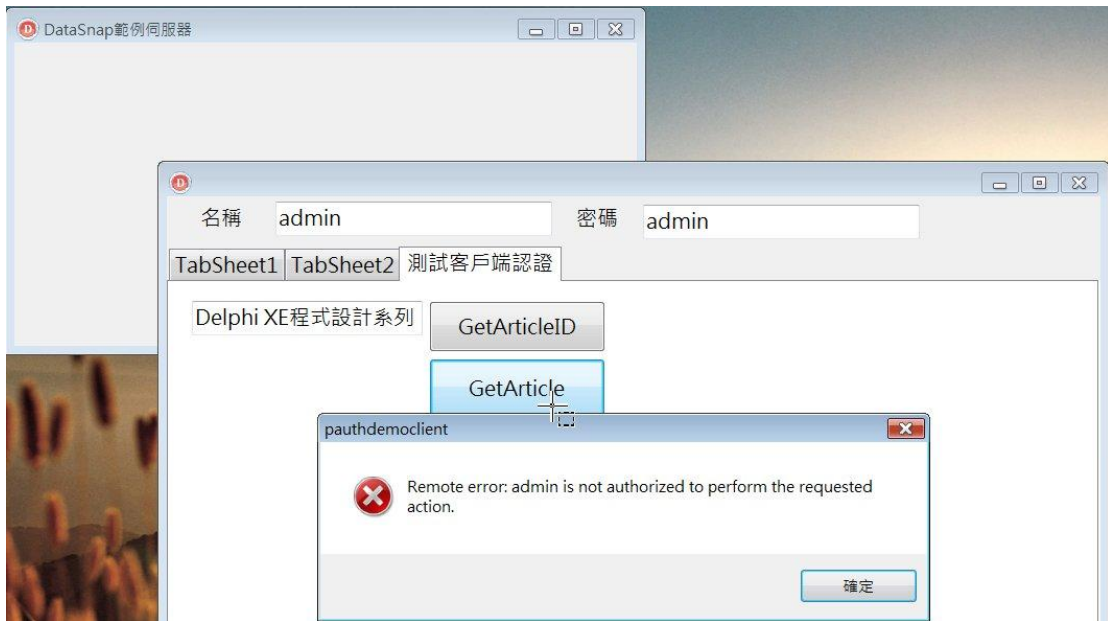 DataSnap範例伺服器
名稱 admin 密碼 admin
TabSheet1 TabSheet2 測試客戶端認證
Delphi XE程式設計系列 GetArticleID
GetArticle
pauthdemoclient
Remote error: admin is not authorized to perform the requested
action.
確定